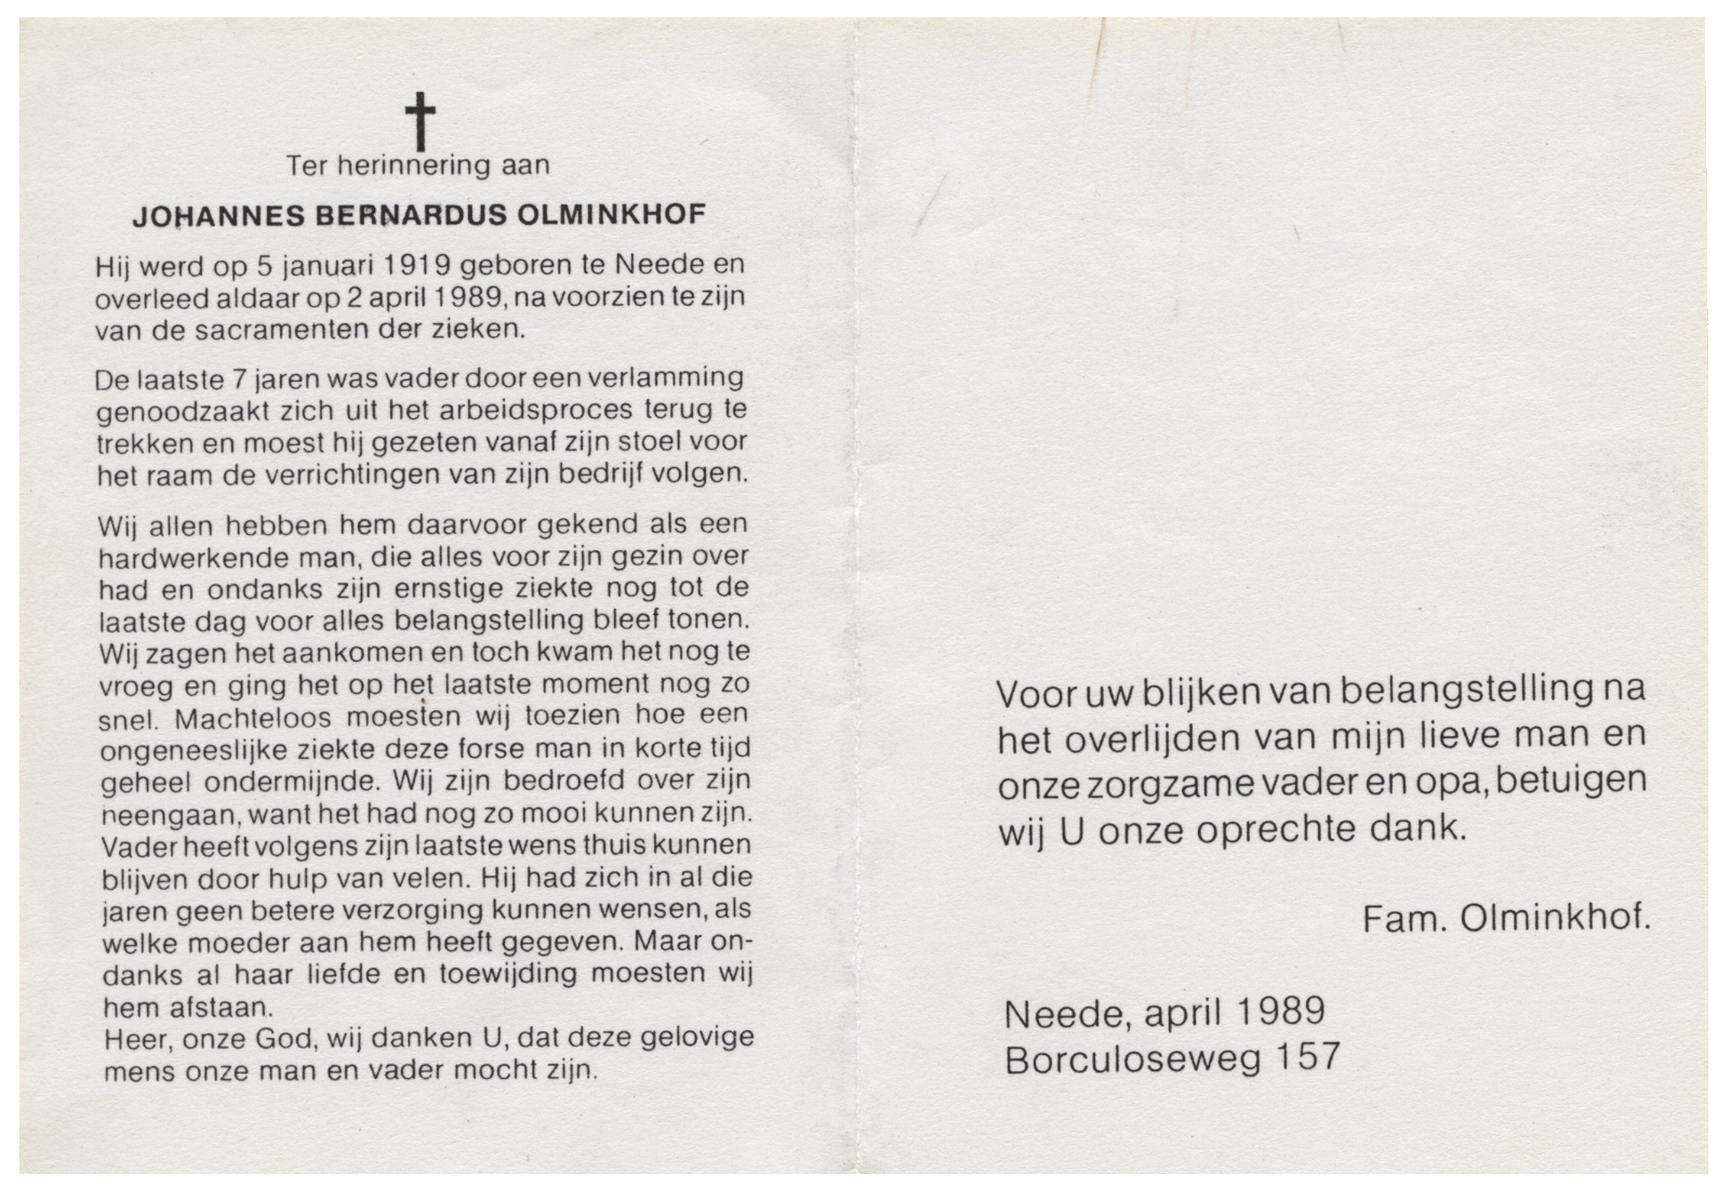 Ter herinnering aan
JOHANNES BERNARDUS OLMINKHOF
Hij werd op 5 januari 1919 geboren te Neede en
overleed aldaar op 2 april 1989, na voorzien te zijn
van de sacramenten der zieken.
De laatste 7 jaren was vader door een verlamming
genoodzaakt zich uit het arbeidsproces terug te
trekken en moest hij gezeten vanaf zijn stoel voor
het raam de verrichtingen van zijn bedrijf volgen.
Wij allen hebben hem daarvoor gekend als een
hardwerkende man, die alles voor zijn gezin over
had en ondanks zijn ernstige ziekte nog tot de
laatste dag voor alles belangstelling bleef tonen.
Wij zagen het aankomen en toch kwam het nog te
vroeg en ging het op het laatste moment nog zo
snel. Machteloos moesten wij toezien hoe een
ongeneeslijke ziekte deze forse man in korte tijd
geheel ondermijnde. Wij zijn bedroefd over zijn
neengaan, want het had nog zo mooi kunnen zijn.
Vader heeft volgens zijn laatste wens thuis kunnen
blijven door hulp van velen. Hij had zich in al die
jaren geen betere verzorging kunnen wensen, als
welke moeder aan hem heeft gegeven. Maar on-
danks al haar liefde en toewijding moesten wij
hem afstaan.
Heer, onze God, wij danken U, dat deze gelovige
mens onze man en vader mocht zijn.
Voor uw blijken van belangstelling na
het overlijden van mijn lieve man en
onze zorgzame vader en opa, betuigen
wij U onze oprechte dank.
Fam. Olminkhof.
Neede, april 1989
Borculoseweg 157